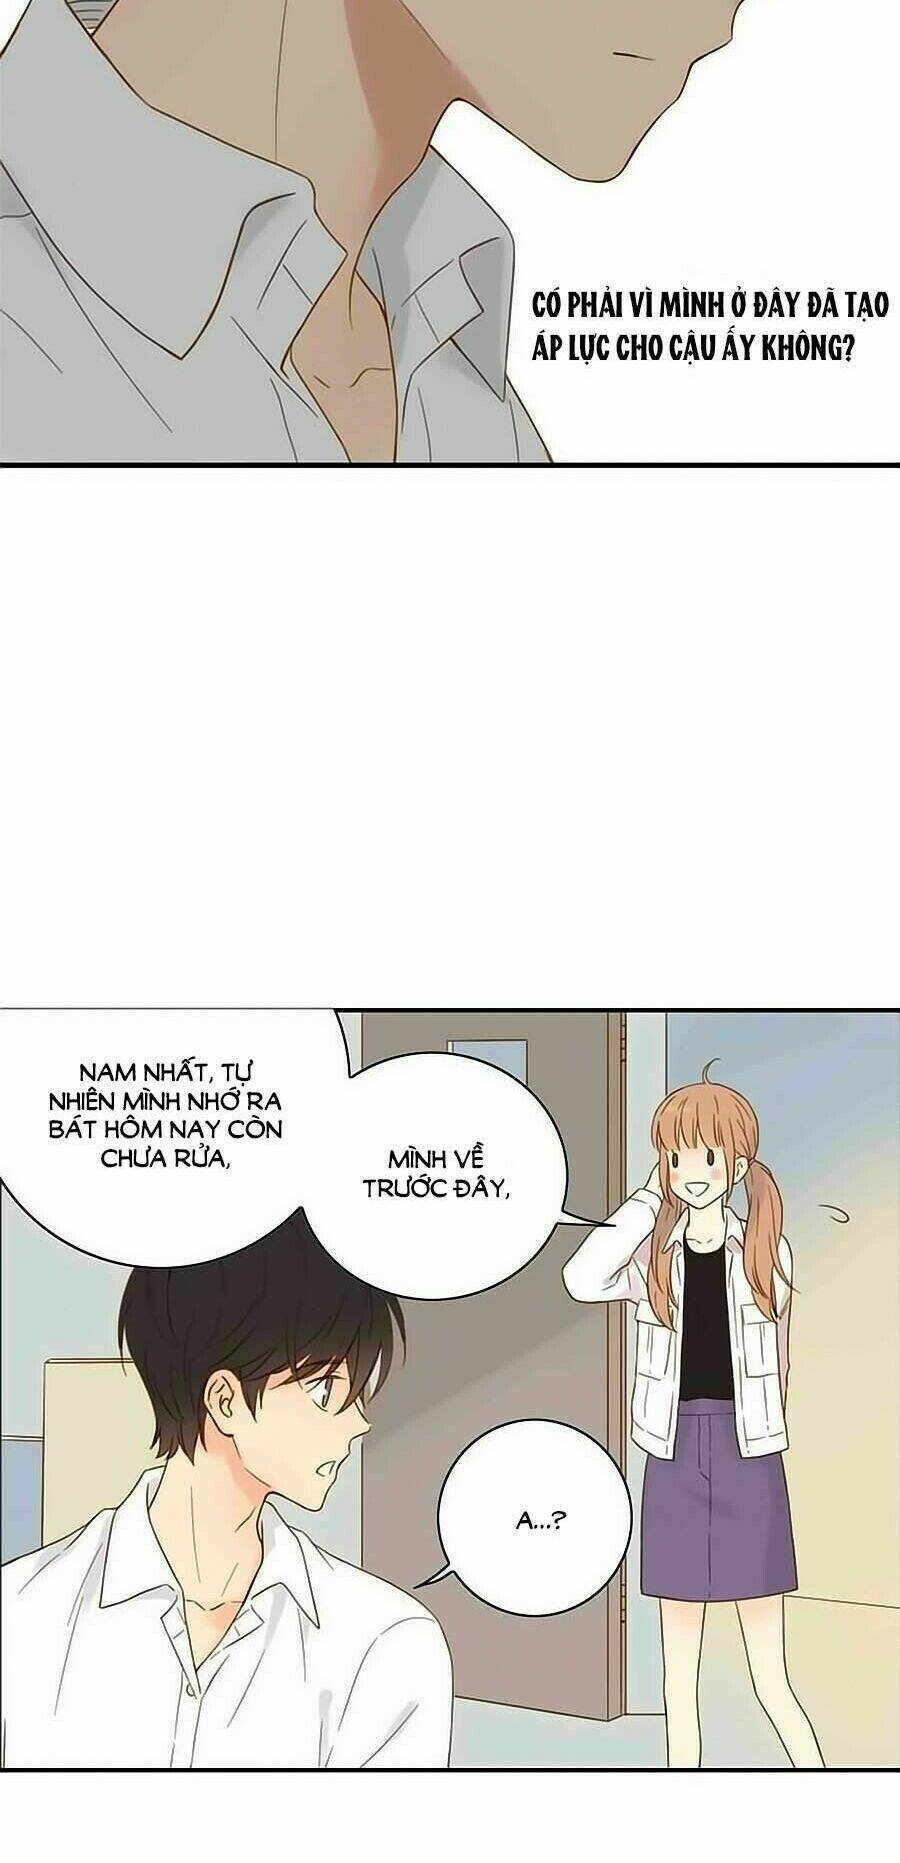 CÓ PHẢI VÌ MÌNH Ở ĐÂY ĐÃ TẠO
ÁP LỰC CHO CẬU ẤY KHÔNG?
NAM NHẤT, TỰ
NHIÊN MÌNH NHỚ RA
BÁT HÔM NAY CÒN
CHƯA RỬA,
MÌNH VỀ
TRƯỚC ĐÂY,
A...?